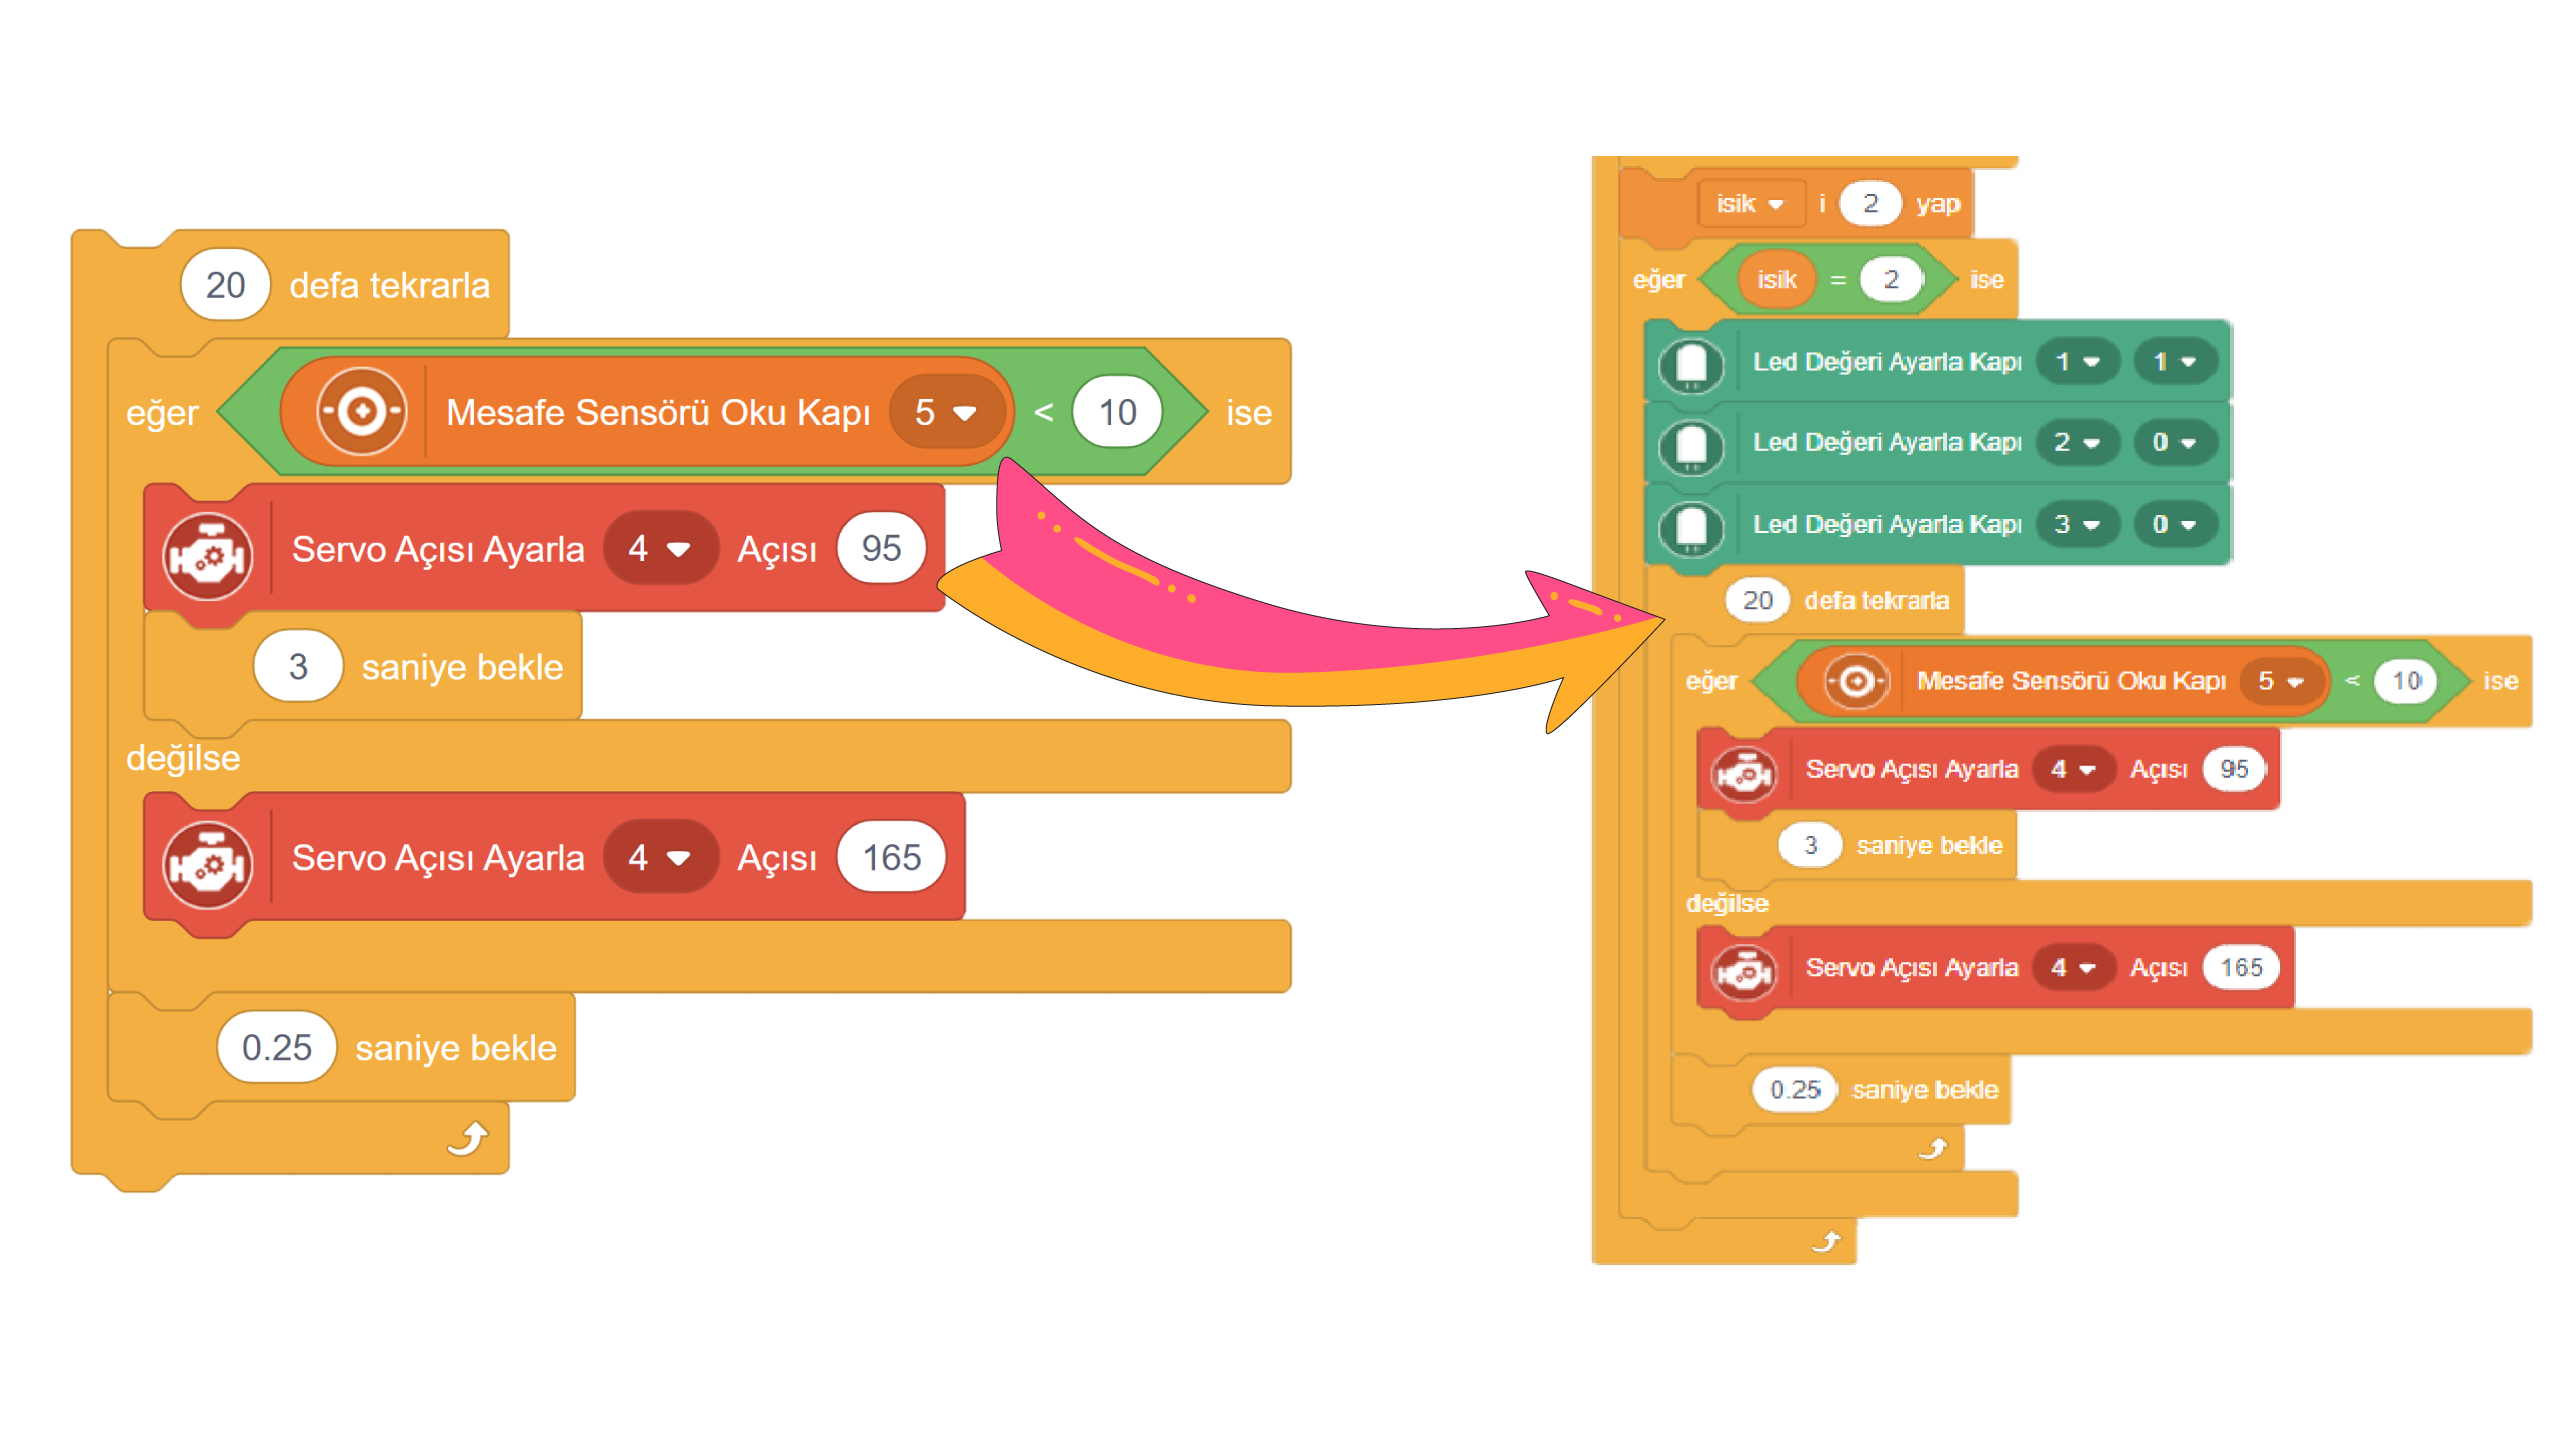 20 defa tekrarla
eğer Mesafe Sensörü Oku Kapı 5 < 10 ise
Servo Açısı Ayarla 4 Açısı 95
3 saniye bekle
değilse
Servo Açısı Ayarla 4 Açısı 165
0.25 saniye bekle
isik i 2 yap
eğer isik = 2 ise
Led Değeri Ayarla Kapı 1 1
Led Değeri Ayarla Kapı 2 0
Led Değeri Ayarla Kapı 3 0
20 defa tekrarla
eğer Mesafe Sensörü Oku Kapı 5 < 10 ise
Servo Açısı Ayarla 4 Açısı 95
3 saniye bekle
değilse
Servo Açısı Ayarla 4 Açısı 165
0.25 saniye bekle